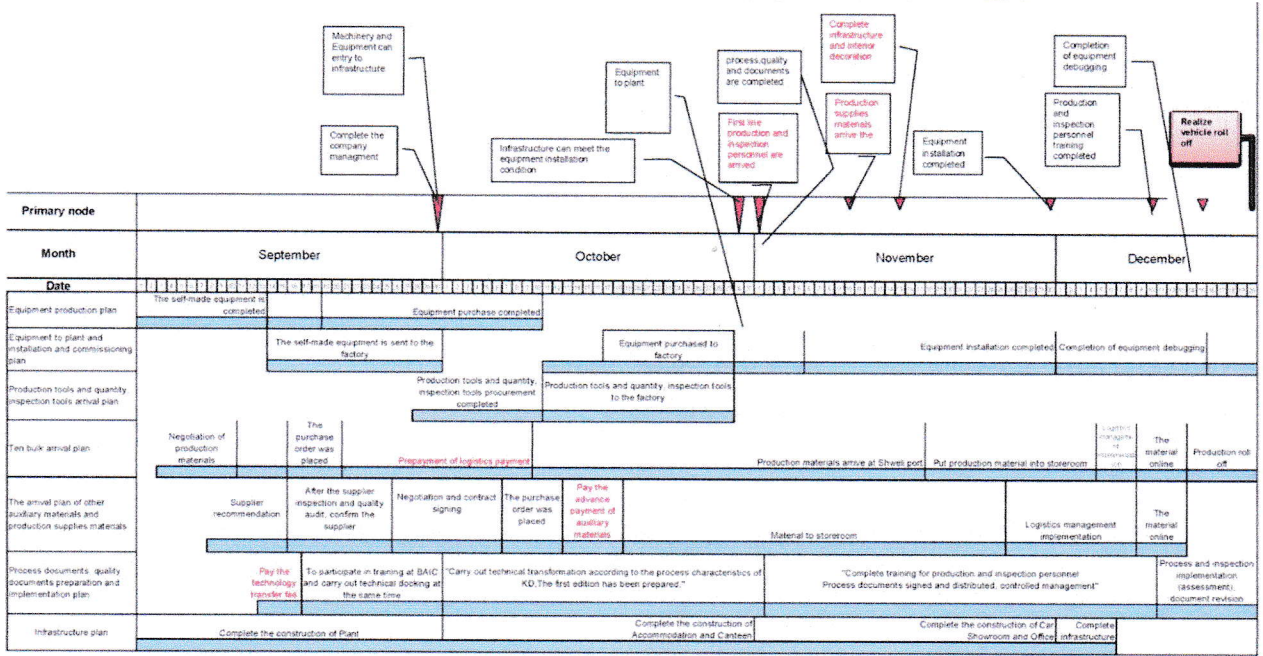 Machinery and
Equipment can
entry to
infrastructure
Complete the
company
managment
Infrastructure can meet the
equipment installation
condition
Equipment
to plant
process,quality
and documents
are completed
First line
production and
inspection
personnel are
arrived
Complete
infrastructure
and interior
decoration
Production
supplies
materials
arrive the
Equipment
installation
completed
Completion
of equipment
debugging
Production
and
inspection
personnel
training
completed
Realize
vehicle roll
off
Primary node
Month
September
October
November
December
Date
Equipment production plan
The self-made equipment is
completed
Equipment purchase completed
Equipment to plant and
installation and commissioning
plan
The self-made equipment is sent to the
factory
Equipment purchased to
factory
Equipment installation completed
Completion of equipment debugging
Production tools and quantity,
inspection tools arrival plan
Production tools and quantity,
inspection tools procurement
completed
Production tools and quantity, inspection tools
to the factory
Ten bulk arrival plan
Negotiation of
production
materials
The
purchase
order was
placed
Prepayment of logistics payment
Production materials arrive at Shweli port
Put production material into storeroom
The
material
online
Production roll
off
The arrival plan of other
auxiliary materials and
production supplies materials
Supplier
recommendation
After the supplier
inspection and quality
audit, confirm the
supplier
Negotiation and contract
signing
The purchase
order was
placed
Pay the
advance
payment of
auxiliary
materials
Material to storeroom
Logistics management
implementation
The
material
online
Process documents, quality
documents preparation and
implementation plan
Pay the
technology
transfer fee
To participate in training at BAIC
and carry out technical docking at
the same time
"Carry out technical transformation according to the process characteristics of
KD,The first edition has been prepared."
"Complete training for production and inspection personnel
Process documents signed and distributed, controlled management"
Process and inspection
implementation
(assessment),
document revision
Infrastructure plan
Complete the construction of Plant
Complete the construction of
Accommodation and Canteen
Complete the construction of Car
Showroom and Office
Complete
infrastructure